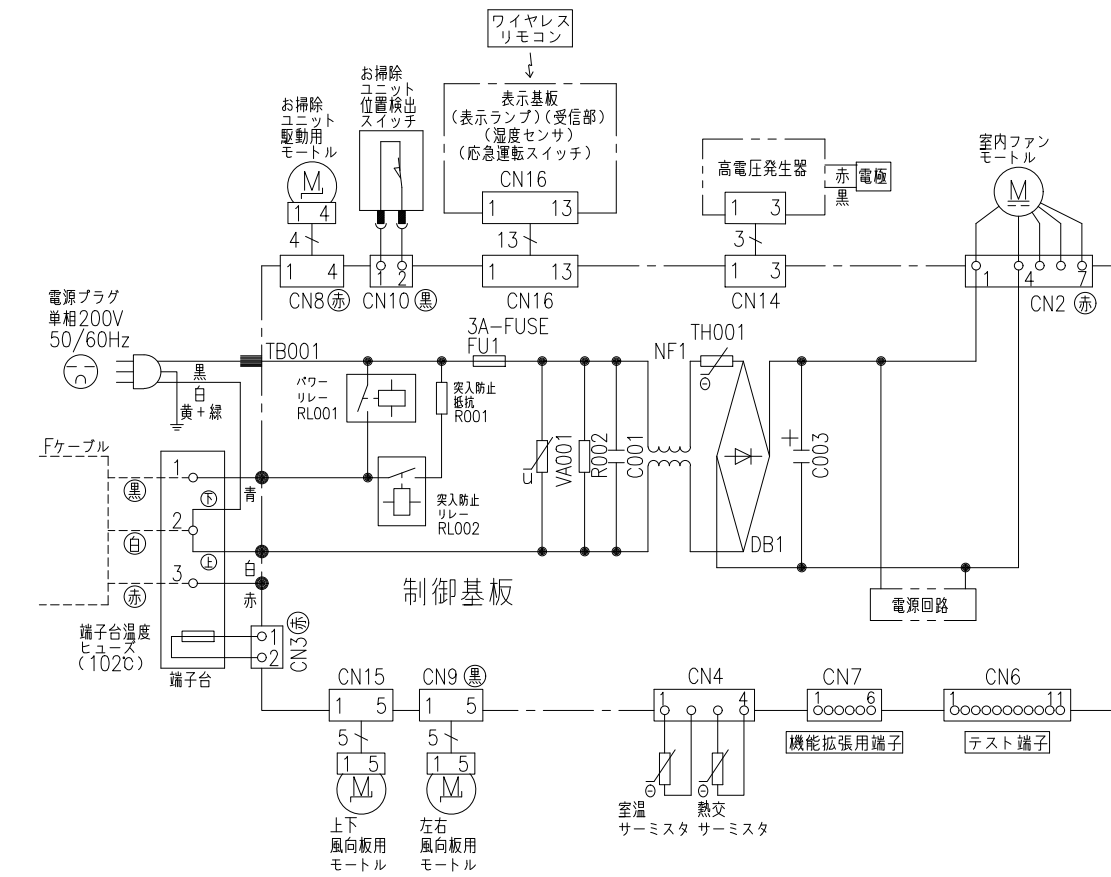 ワイヤレス
リモコン
お掃除
ユニット
位置検出
スイッチ
お掃除
ユニット
駆動用
モートル
M
1 4
4
表示基板
(表示ランプ)(受信部)
(湿度センサ)
(応急運転スイッチ)
CN16
1 13
13
高電圧発生器
1 3
3
赤
黒
電極
室内ファン
モートル
M
1 4
CN8 赤
1 2
CN10 黒
1 13
CN16
1 3
CN14
1 4 7
CN2 赤
電源プラグ
単相200V
50/60Hz
黒
白
黄+緑
TB001
3A-FUSE
FU1
パワー
リレー
RL001
突入防止
抵抗
R001
突入防止
リレー
RL002
u
VA001
R002
C001
NF1
TH001
DB1
+
C003
電源回路
Fケーブル
黒
白
赤
1
2
3
下
上
青
白
赤
端子台温度
ヒューズ
(102℃)
端子台
1
2
CN3 赤
制御基板
CN15
1 5
5
1 5
M
上下
風向板用
モートル
CN9 黒
1 5
5
1 5
M
左右
風向板用
モートル
CN4
1 4
室温
サーミスタ
熱交
サーミスタ
CN7
1 6
機能拡張用端子
CN6
1 11
テスト端子